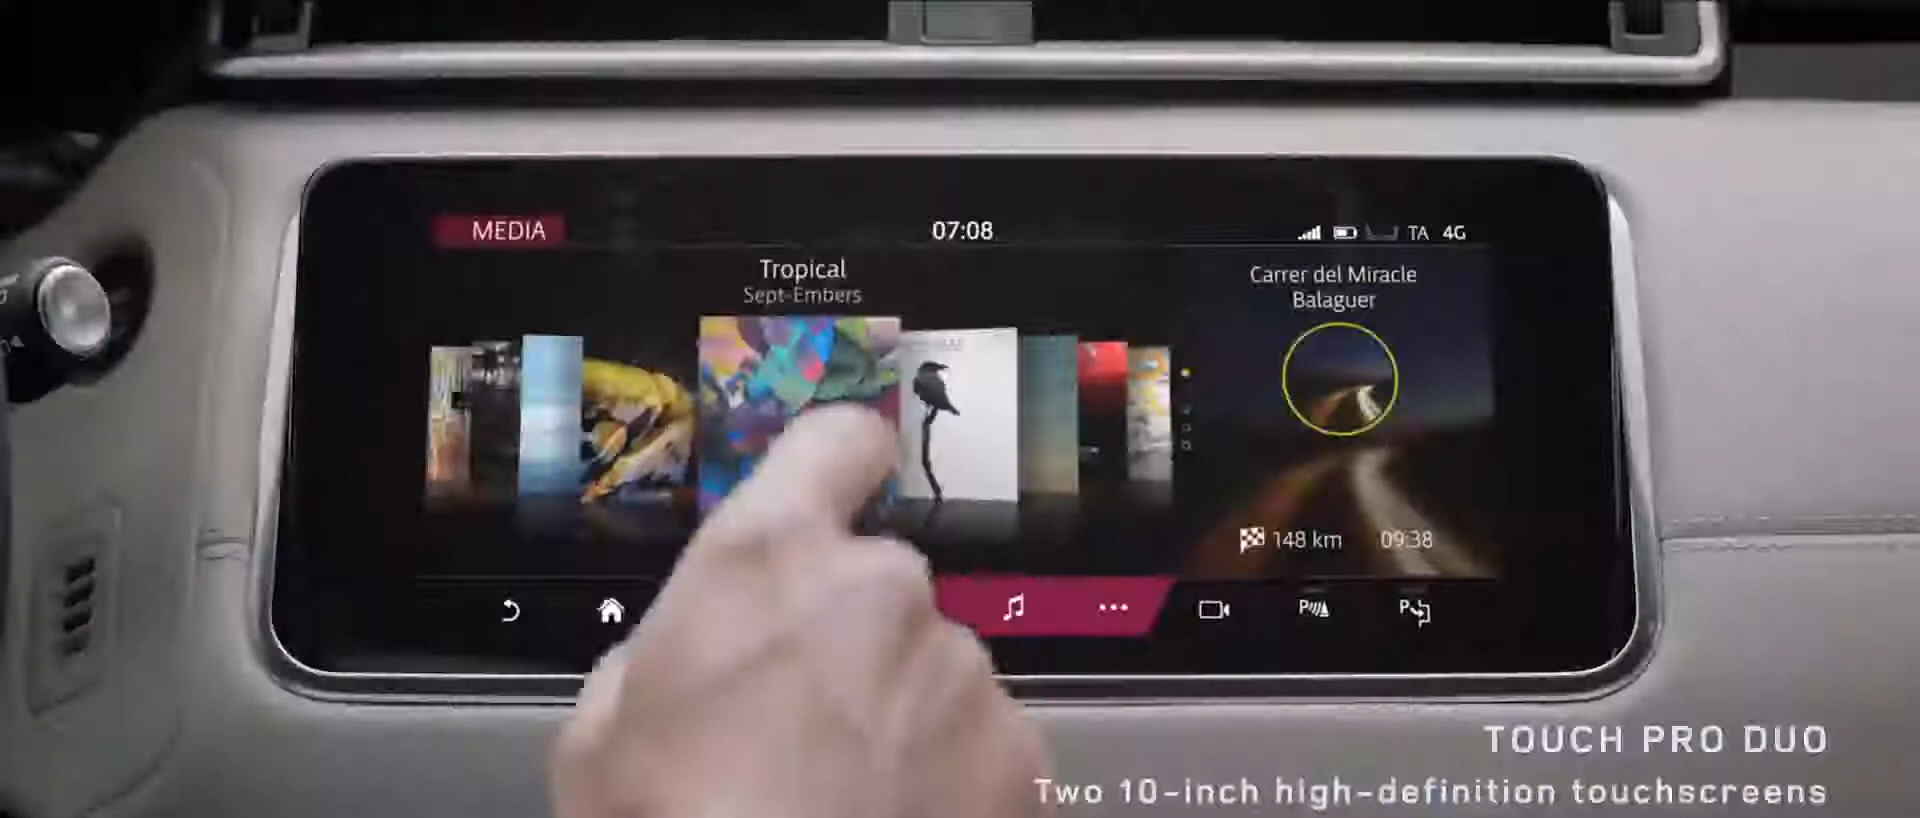 MEDIA
07:08
TA 4G
Tropical
Sept-Embers
Carrer del Miracle
Balaguer
148 km
09:38
P
P
TOUCH PRO DUO
Two 10-inch high-definition touchscreens